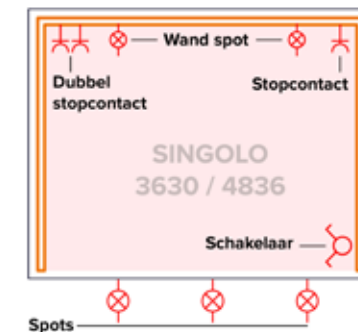 Wand spot
Dubbel
stopcontact
Stopcontact
SINGOLO
3630 / 4836
Schakelaar
Spots